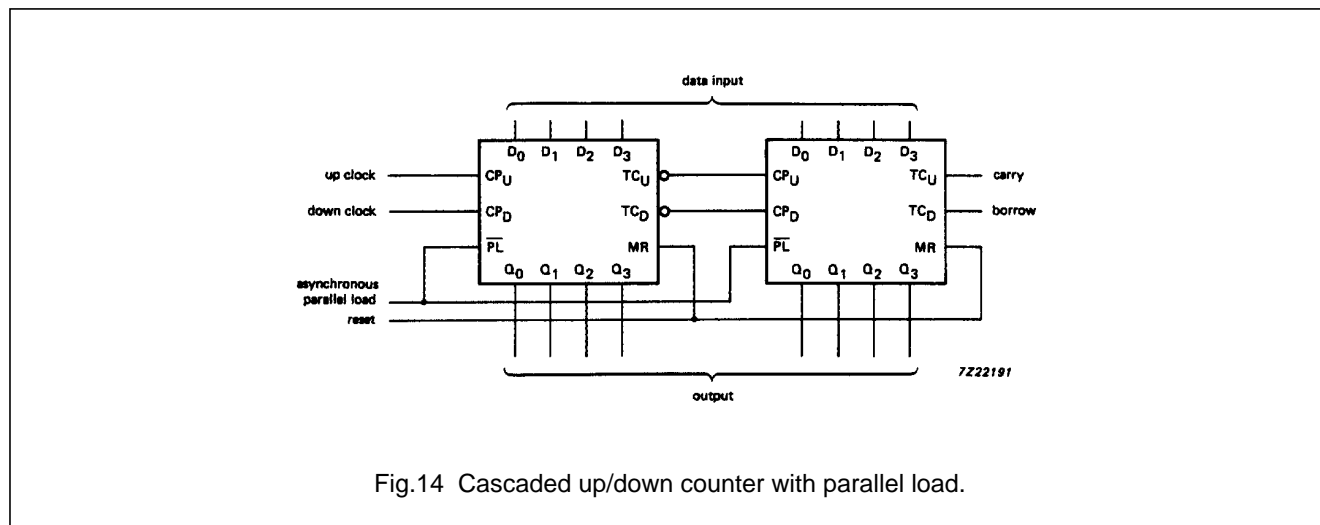 data input
D0 D1 D2 D3 D0 D1 D2 D3
up clock CPU TCU CPU TCU carry
down clock CPD TCD CPD TCD borrow
PL MR PL MR
Q0 Q1 Q2 Q3 Q0 Q1 Q2 Q3
asynchronous
parallel load
reset
7Z22191
output
Fig.14 Cascaded up/down counter with parallel load.